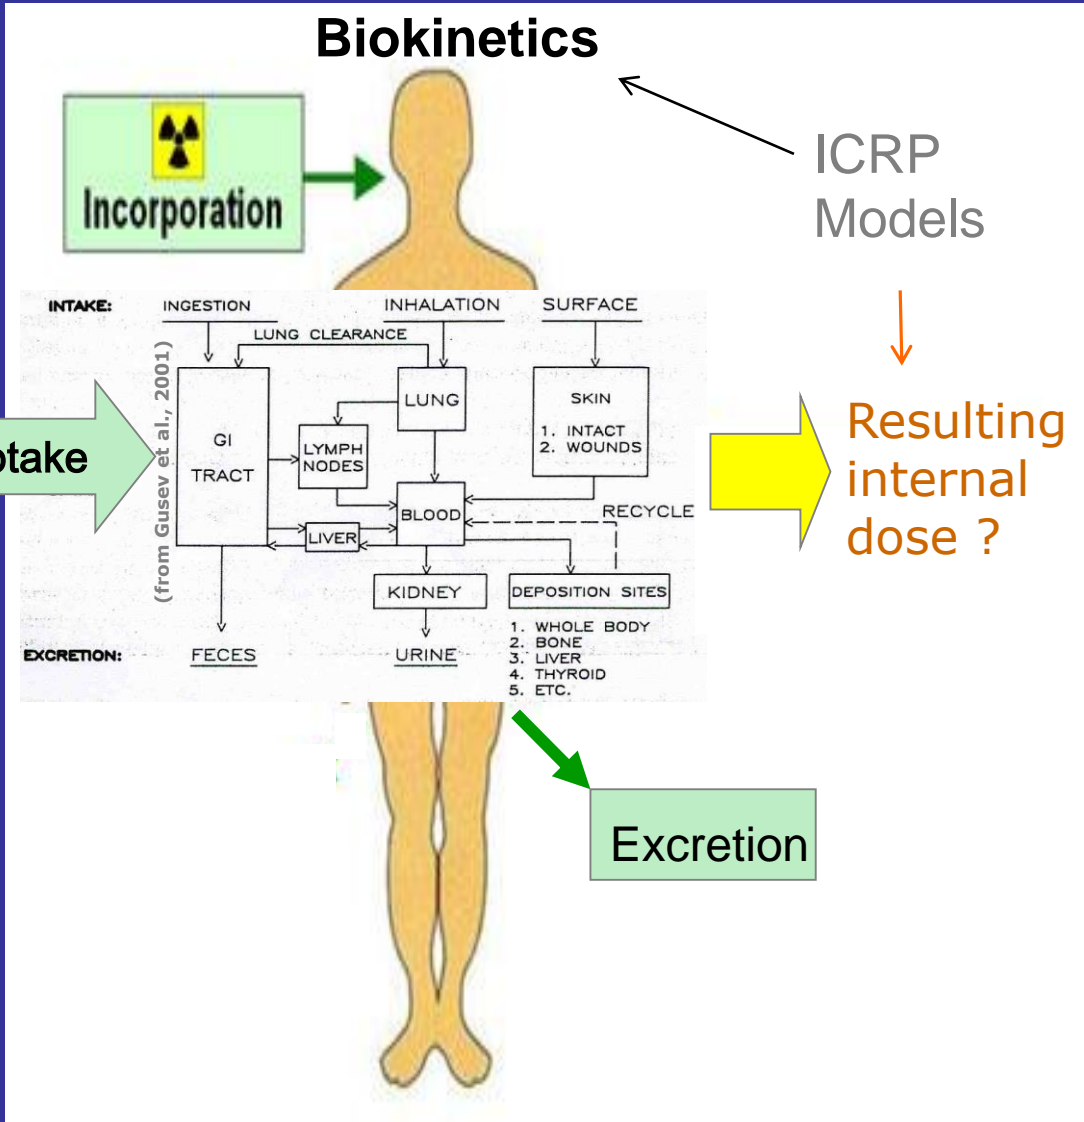 Biokinetics
Incorporation
ICRP
Models
INTAKE:
INGESTION
INHALATION
SURFACE
LUNG CLEARANCE
(from Gusev et al., 2001)
GI
TRACT
LUNG
LYMPH
NODES
SKIN
1. INTACT
2. WOUNDS
BLOOD
RECYCLE
LIVER
KIDNEY
DEPOSITION SITES
1. WHOLE BODY
2. BONE
3. LIVER
4. THYROID
5. ETC.
EXCRETION:
FECES
URINE
Resulting
internal
dose ?
Excretion